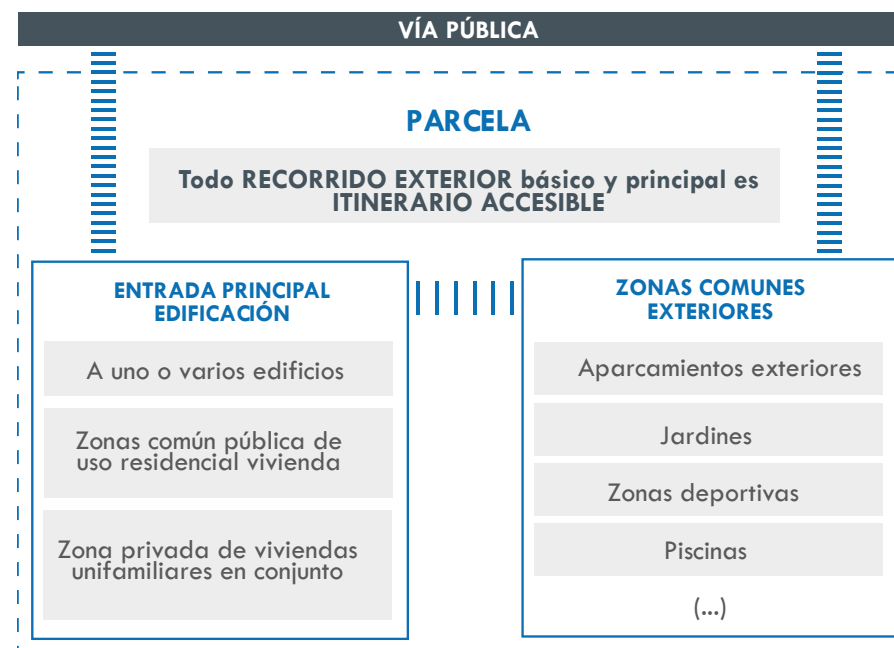 VÍA PÚBLICA
PARCELA
Todo RECORRIDO EXTERIOR básico y principal es
ITINERARIO ACCESIBLE
ENTRADA PRINCIPAL
EDIFICACIÓN
A uno o varios edificios
Zonas común pública de
uso residencial vivienda
Zona privada de viviendas
unifamiliares en conjunto
ZONAS COMUNES
EXTERIORES
Aparcamientos exteriores
Jardines
Zonas deportivas
Piscinas
(...)